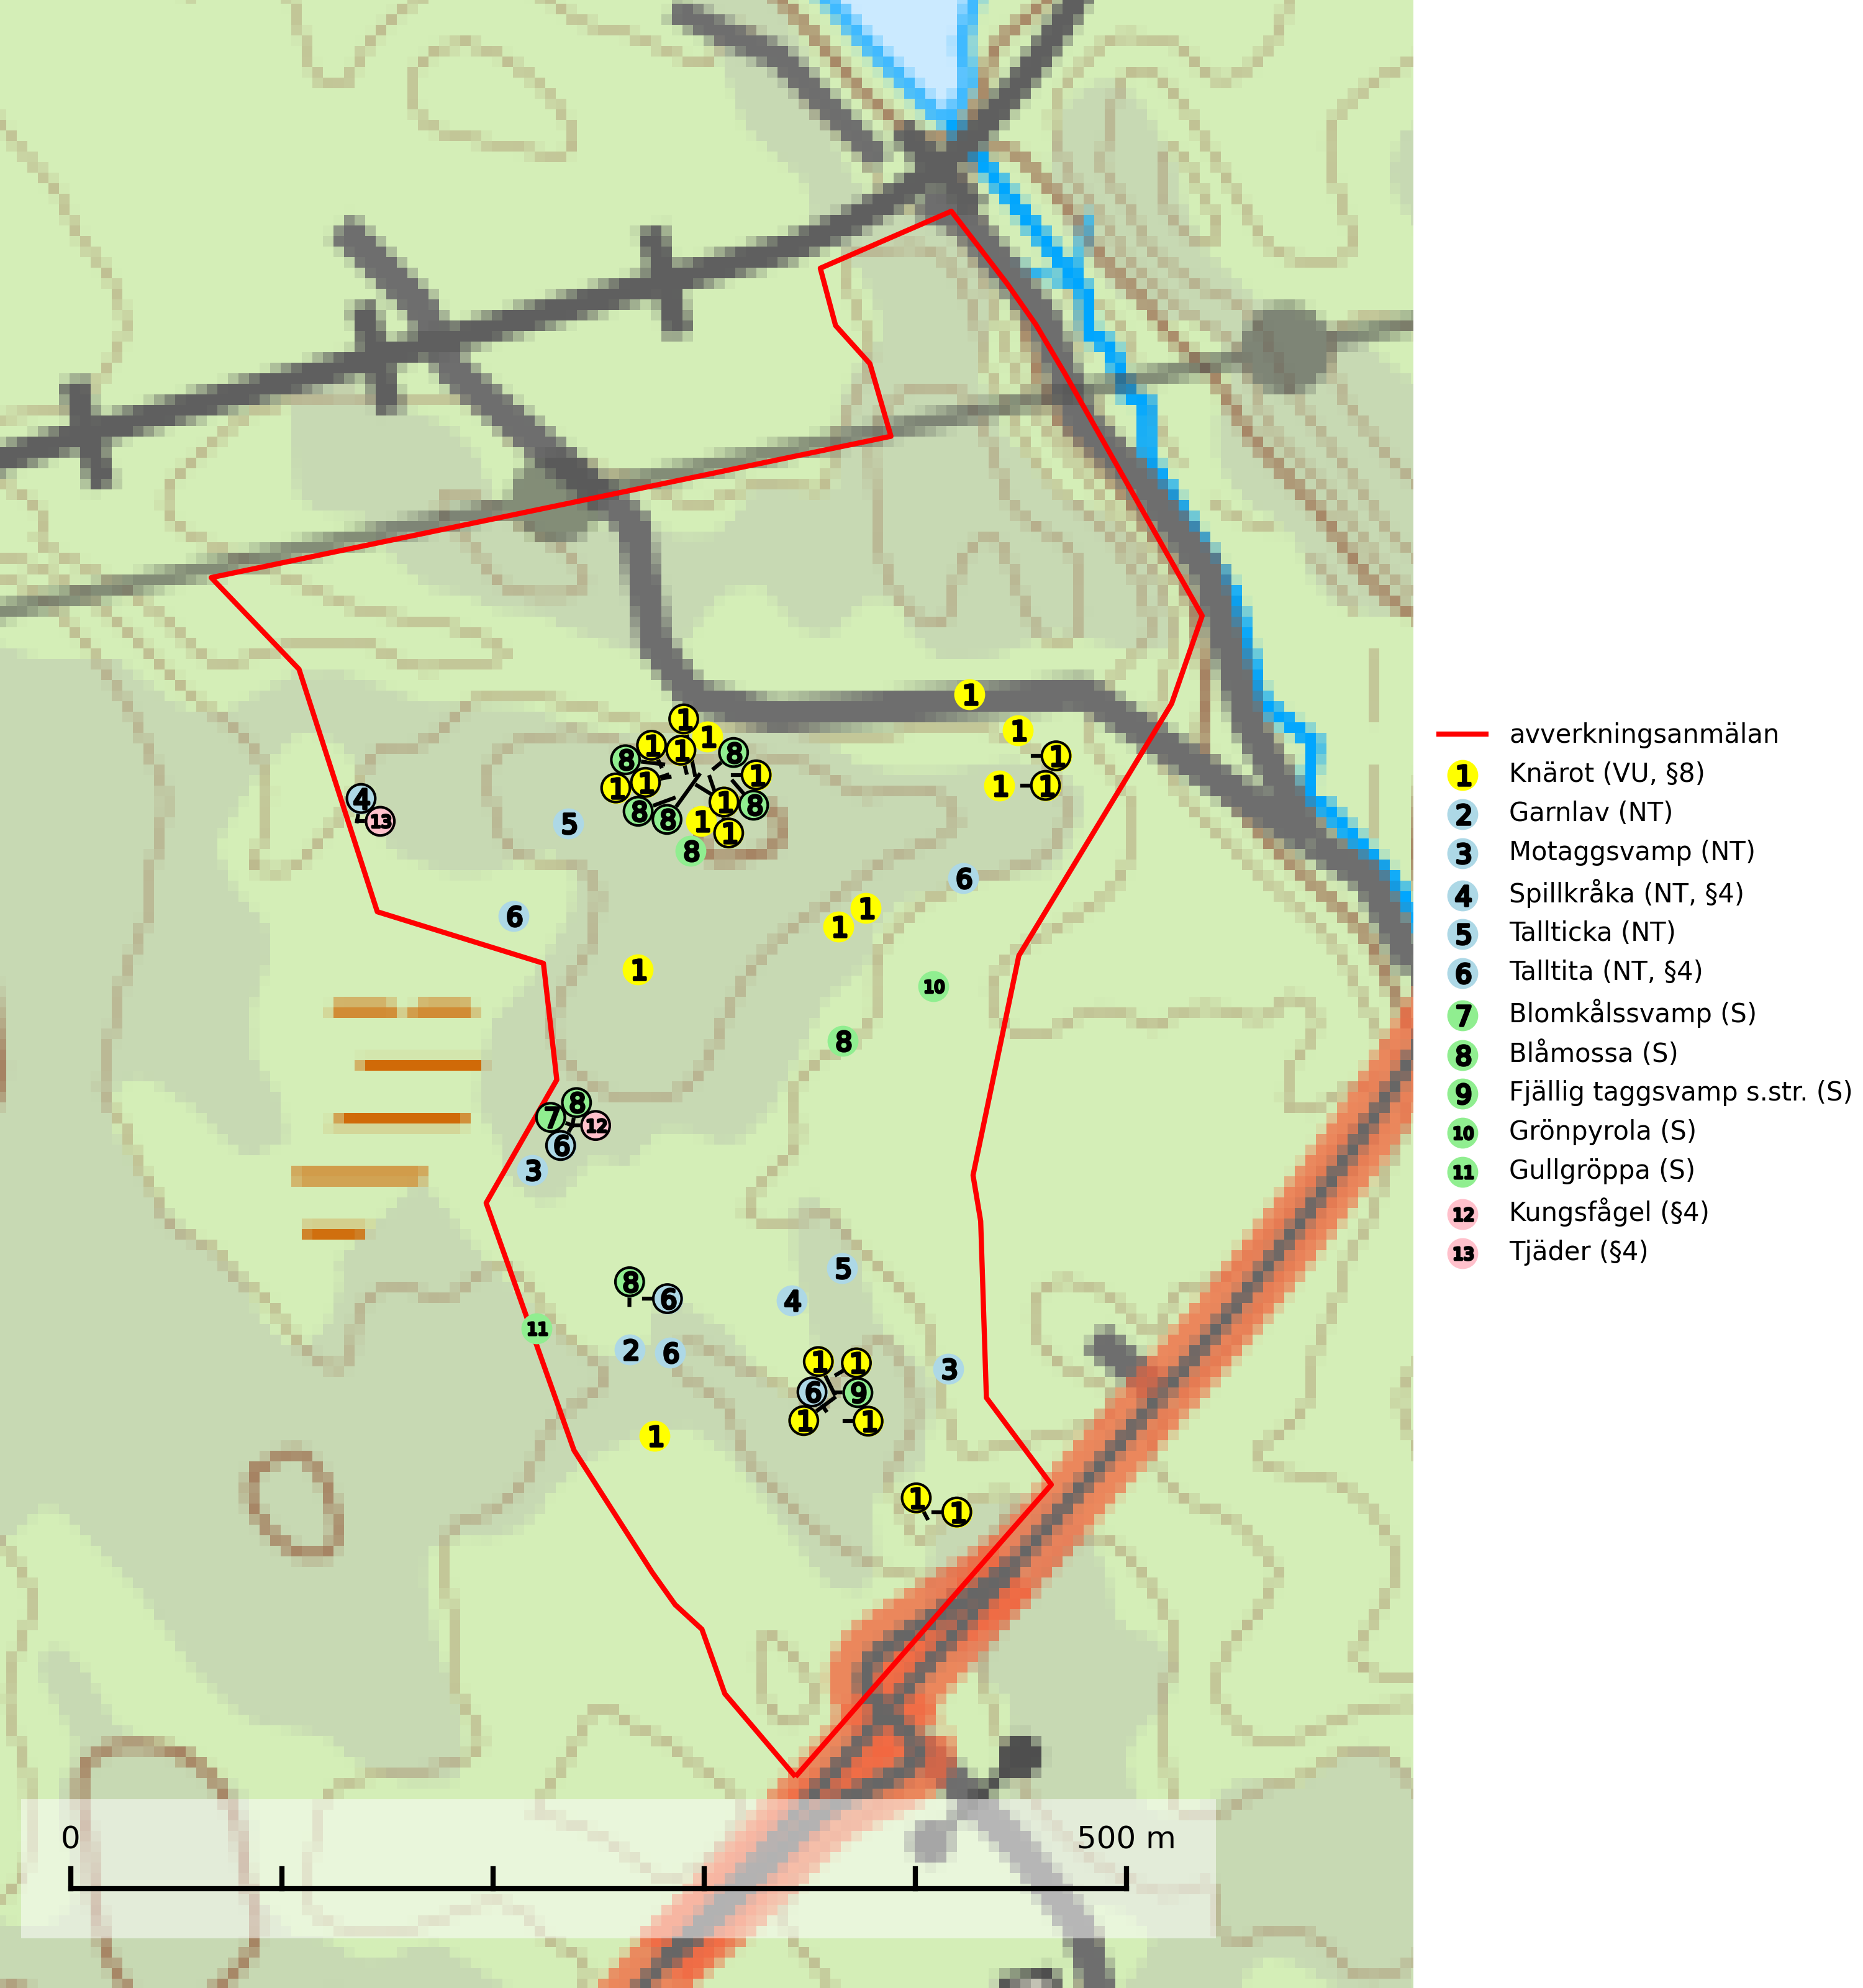 1
1 1 1
1 1 8
8 1
1 1 1
1 1 1
4 8 8 1 8
13 5 1 1
8
6
1
1
6
1
10
8
8
7 12
6
3
8 6
5
4
11
2 6
1 1
3
6 9
1 1
1
1 1
avverkningsanmälan
1 Knärot (VU, §8)
2 Garnlav (NT)
3 Motaggsvamp (NT)
4 Spillkråka (NT, §4)
5 Tallticka (NT)
6 Talltita (NT, §4)
7 Blomkålssvamp (S)
8 Blåmossa (S)
9 Fjällig taggsvamp s.str. (S)
10 Grönpyrola (S)
11 Gullgröppa (S)
12 Kungsfågel (§4)
13 Tjäder (§4)
0 500 m